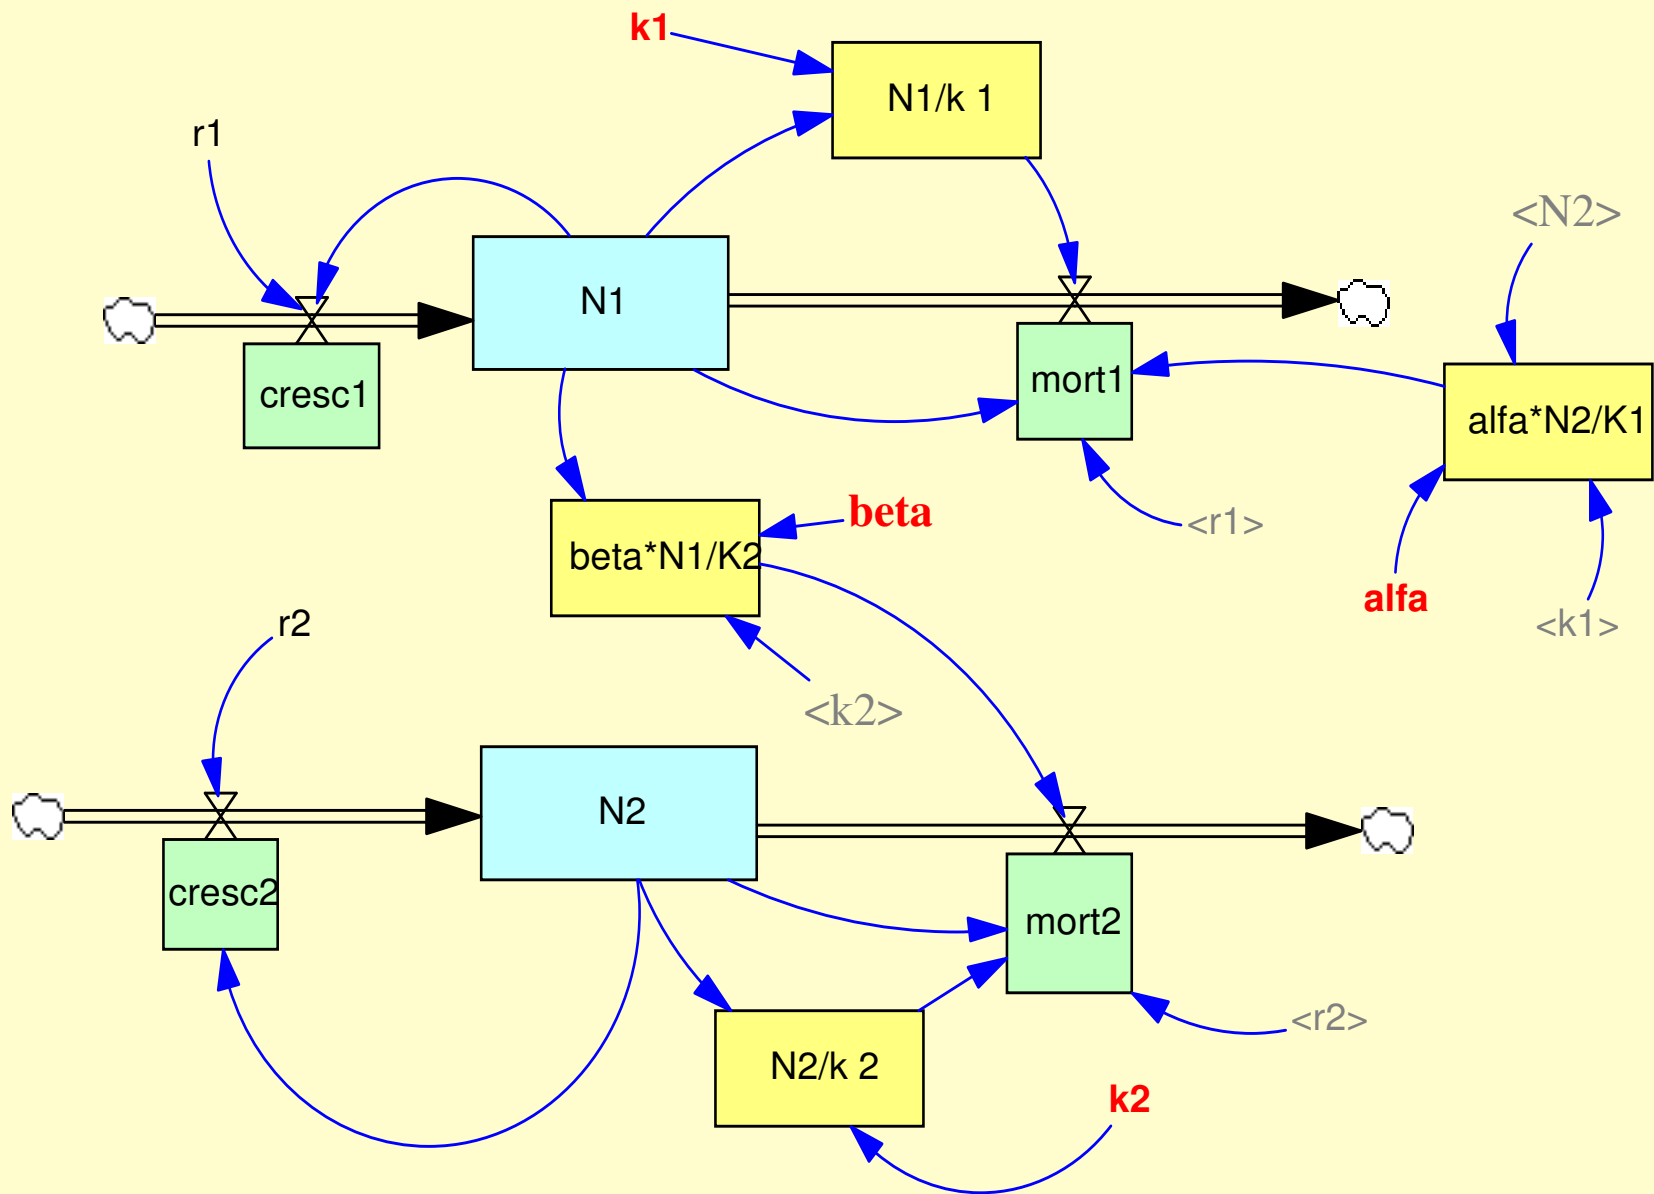 k1
N1/k 1
r1
<N2>
N1
cresc1
mort1
alfa*N2/K1
beta
<r1>
beta*N1/K2
alfa
r2
<k1>
<k2>
N2
cresc2
mort2
<r2>
N2/k 2
k2